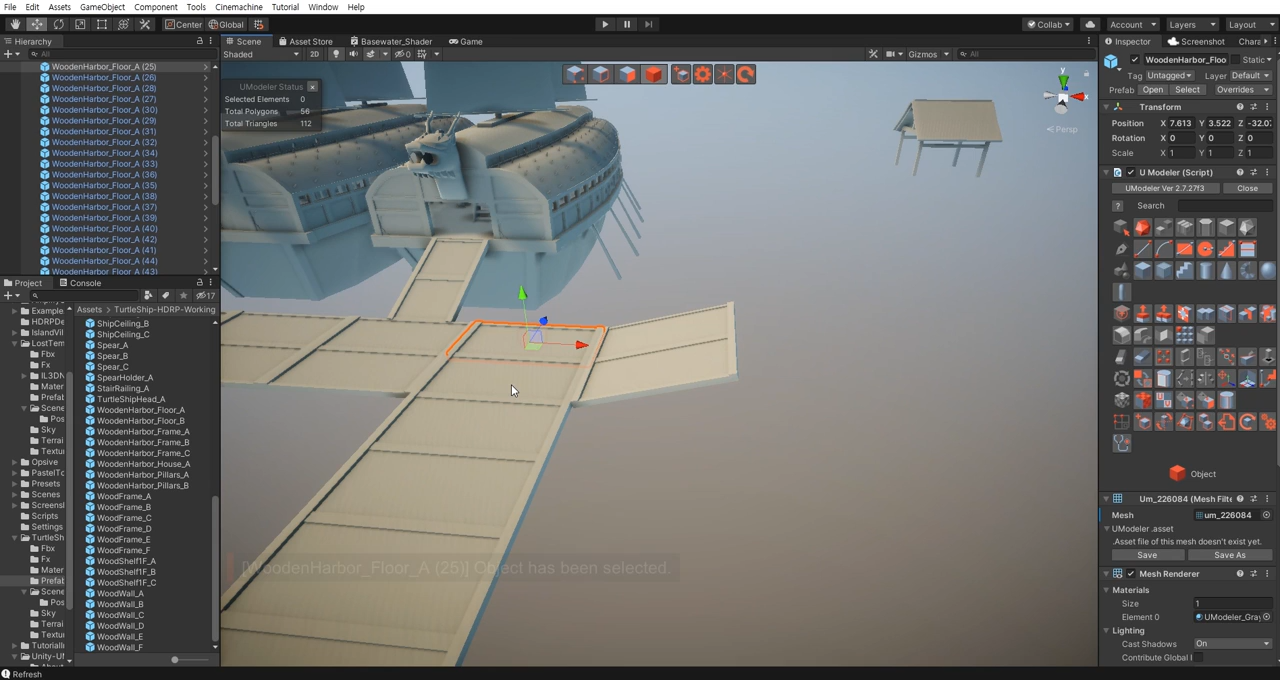 File Edit Assets GameObject Component Tools Cinemachine Tutorial Window Help
Center Global Collab Account Layers Layout
Hierarchy Scene Asset Store Basewater_Shader Game Inspector Screenshot Chara
All Shaded 2D 0 Gizmos All
WoodenHarbor_Floor_A (25)
WoodenHarbor_Floor_A (26)
WoodenHarbor_Floor_A (28)
WoodenHarbor_Floor_A (27)
WoodenHarbor_Floor_A (30)
WoodenHarbor_Floor_A (29)
WoodenHarbor_Floor_A (31)
WoodenHarbor_Floor_A (32)
WoodenHarbor_Floor_A (34)
WoodenHarbor_Floor_A (33)
WoodenHarbor_Floor_A (36)
WoodenHarbor_Floor_A (35)
WoodenHarbor_Floor_A (38)
WoodenHarbor_Floor_A (37)
WoodenHarbor_Floor_A (39)
WoodenHarbor_Floor_A (40)
WoodenHarbor_Floor_A (42)
WoodenHarbor_Floor_A (41)
WoodenHarbor_Floor_A (44)
WoodenHarbor_Floor_A (43)
Project Console
17
Assets TurtleShip-HDRP-Working
Example
HDRPDe
IslandVil
LostTem
Fbx
Fx
IL3DN
Mater
Prefab
Scene
Pos
Sky
Terrai
Textu
Opsive
PastelTo
Presets
Scenes
Screens
Scripts
Settings
TurtleSh
Fbx
Fx
Mater
Prefab
Scene
Pos
Sky
Terrai
Textu
Tutoriall
Unity-UI
ShipCeiling_B
ShipCeiling_C
Spear_A
Spear_B
Spear_C
SpearHolder_A
StairRailing_A
TurtleShipHead_A
WoodenHarbor_Floor_A
WoodenHarbor_Floor_B
WoodenHarbor_Frame_A
WoodenHarbor_Frame_B
WoodenHarbor_Frame_C
WoodenHarbor_House_A
WoodenHarbor_Pillars_A
WoodenHarbor_Pillars_B
WoodFrame_A
WoodFrame_B
WoodFrame_C
WoodFrame_D
WoodFrame_E
WoodFrame_F
WoodShelf1F_A
WoodShelf1F_B
WoodShelf1F_C
WoodWall_A
WoodWall_B
WoodWall_C
WoodWall_D
WoodWall_E
WoodWall_F
Refresh
UModeler Status
Selected Elements 0
Total Polygons 56
Total Triangles 112
y
x
Persp
[WoodenHarbor_Floor_A (25)] Object has been selected.
WoodenHarbor_Floo Static
Tag Untagged Layer Default
Prefab Open Select Overrides
Transform
Position X 7.613 Y 3.522 Z -32.0
Rotation X 0 Y 0 Z 0
Scale X 1 Y 1 Z 1
U Modeler (Script)
UModeler Ver 2.7.27f3 Close
Search
Object
Um_226084 (Mesh Filt
Mesh um_226084
UModeler .asset
.Asset file of this mesh doesn't exist yet.
Save Save As
Mesh Renderer
Materials
Size 1
Element 0 UModeler_Gray
Lighting
Cast Shadows On
Contribute Global I